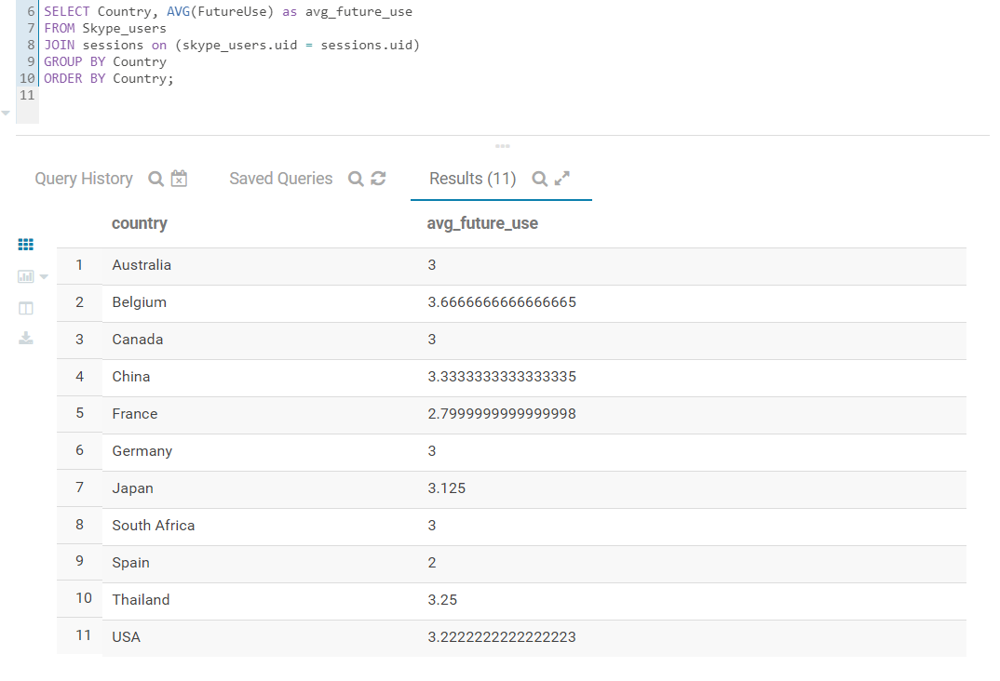 6 SELECT Country, AVG(FutureUse) as avg_future_use
7 FROM Skype_users
8 JOIN sessions on (skype_users.uid = sessions.uid)
9 GROUP BY Country
10 ORDER BY Country;
11
Query History Saved Queries Results (11)
country avg_future_use
1 Australia 3
2 Belgium 3.6666666666666665
3 Canada 3
4 China 3.3333333333333335
5 France 2.7999999999999998
6 Germany 3
7 Japan 3.125
8 South Africa 3
9 Spain 2
10 Thailand 3.25
11 USA 3.2222222222222223